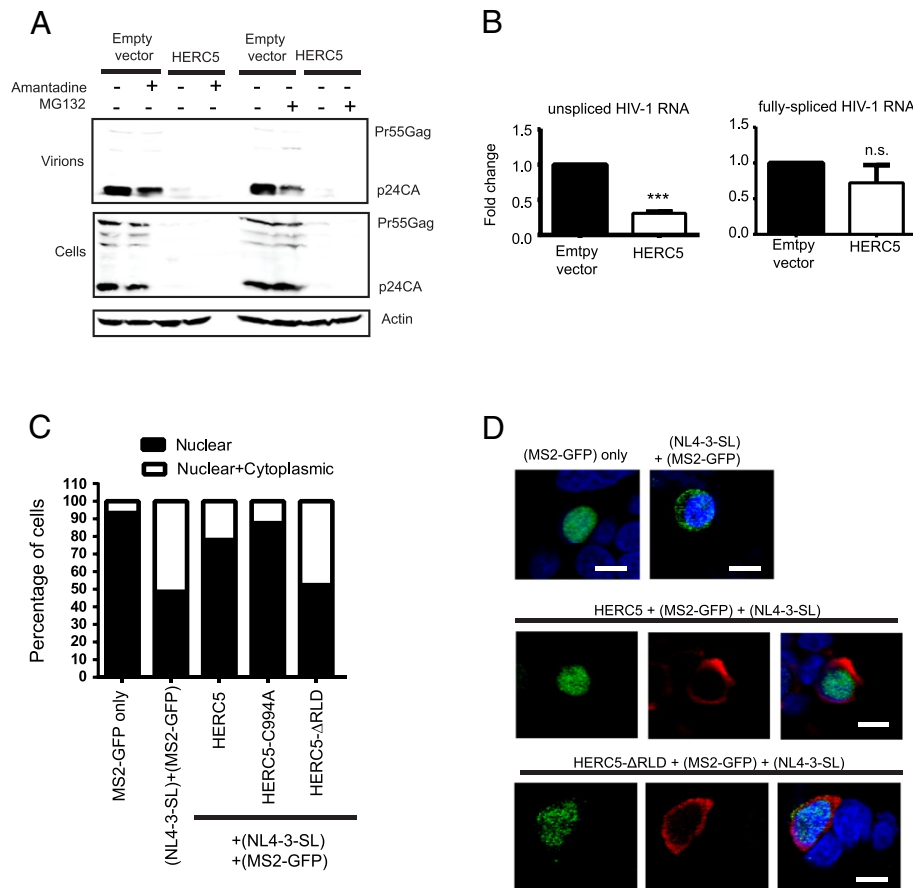 A
Empty vector
HERC5
Empty vector
HERC5
Amantadine - + - +
MG132 - - - - - + - +
Virions
Pr55Gag
p24CA
Cells
Pr55Gag
p24CA
Actin
B
unspliced HIV-1 RNA
Fold change
1.5
1.0
0.5
0.0
***
Emtpy vector
HERC5
fully-spliced HIV-1 RNA
1.5
1.0
0.5
0.0
n.s.
Emtpy vector
HERC5
C
Nuclear
Nuclear+Cytoplasmic
Percentage of cells
110
100
90
80
70
60
50
40
30
20
10
0
MS2-GFP only
(NL4-3-SL)+(MS2-GFP)
HERC5
HERC5-C994A
HERC5-ΔRLD
+(NL4-3-SL)
+(MS2-GFP)
D
(MS2-GFP) only
(NL4-3-SL)
+ (MS2-GFP)
HERC5 + (MS2-GFP) + (NL4-3-SL)
HERC5-ΔRLD + (MS2-GFP) + (NL4-3-SL)